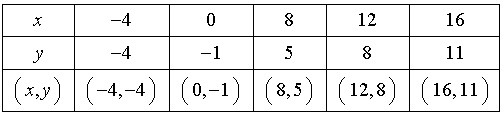 x −4 0 8 12 16
y −4 −1 5 8 11
(x,y) (−4,−4) (0,−1) (8,5) (12,8) (16,11)